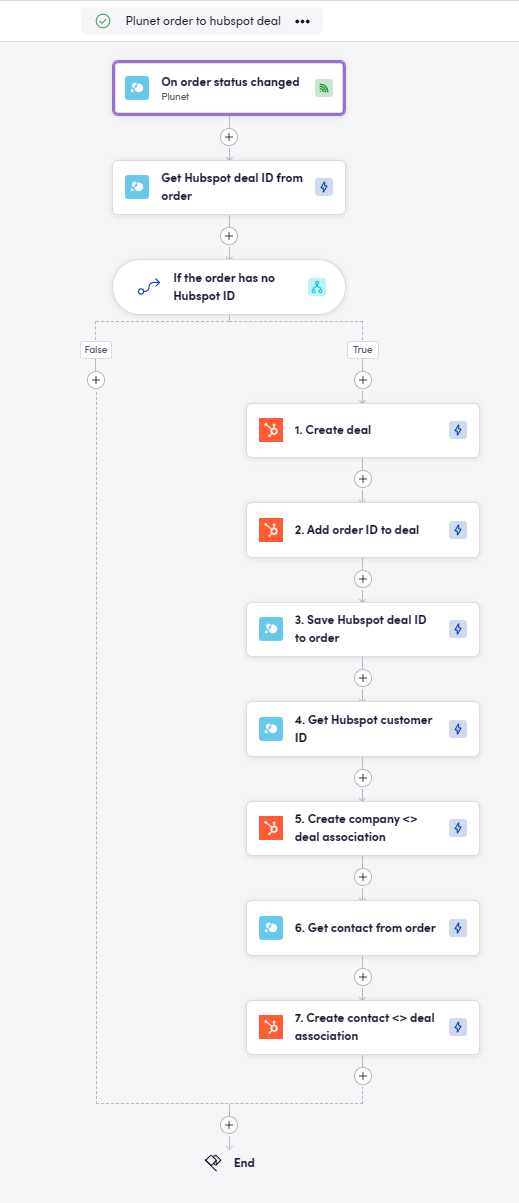 Plunet order to hubspot deal
On order status changed
Plunet
Get Hubspot deal ID from
order
If the order has no
Hubspot ID
False
True
1. Create deal
2. Add order ID to deal
3. Save Hubspot deal ID
to order
4. Get Hubspot customer
ID
5. Create company <>
deal association
6. Get contact from order
7. Create contact <> deal
association
End